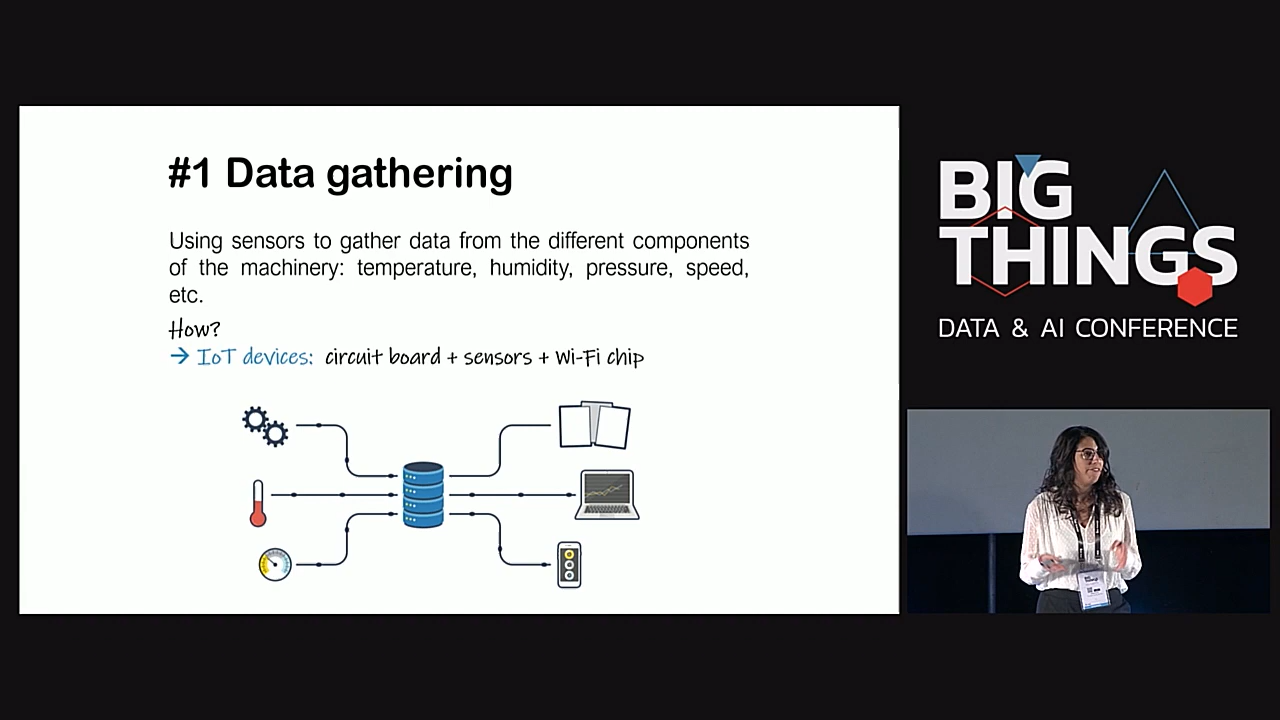 #1 Data gathering
Using sensors to gather data from the different components
of the machinery: temperature, humidity, pressure, speed,
etc.
How?
→ IoT devices: circuit board + sensors + Wi-Fi chip
BIG
THINGS
DATA & AI CONFERENCE